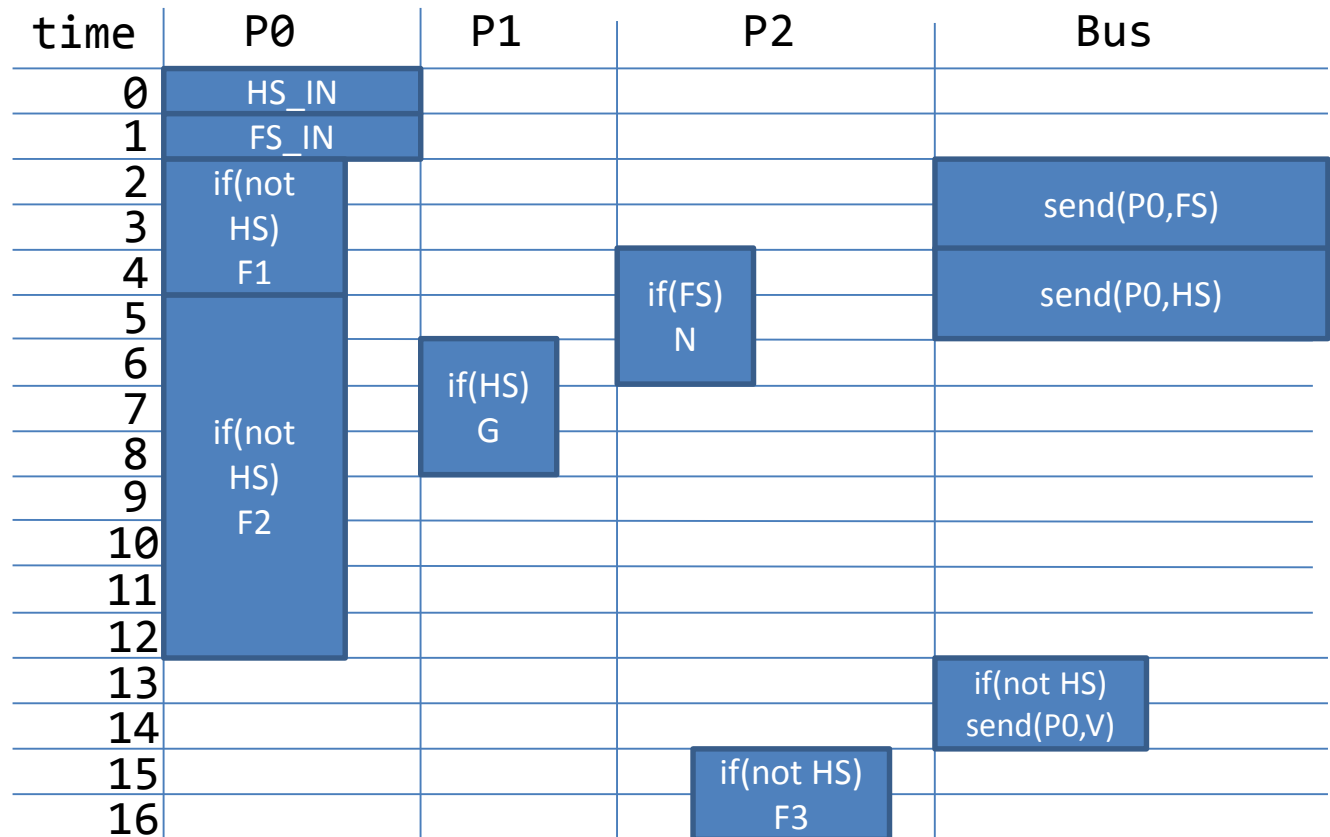 time P0 P1 P2 Bus
0 HS_IN
1 FS_IN
2 if(not
HS)
F1
3
send(P0,FS)
4
if(FS)
N
send(P0,HS)
5
6
if(HS)
G
7
if(not
HS)
F2
8
9
10
11
12
13 if(not HS)
14 send(P0,V)
15 if(not HS)
16 F3